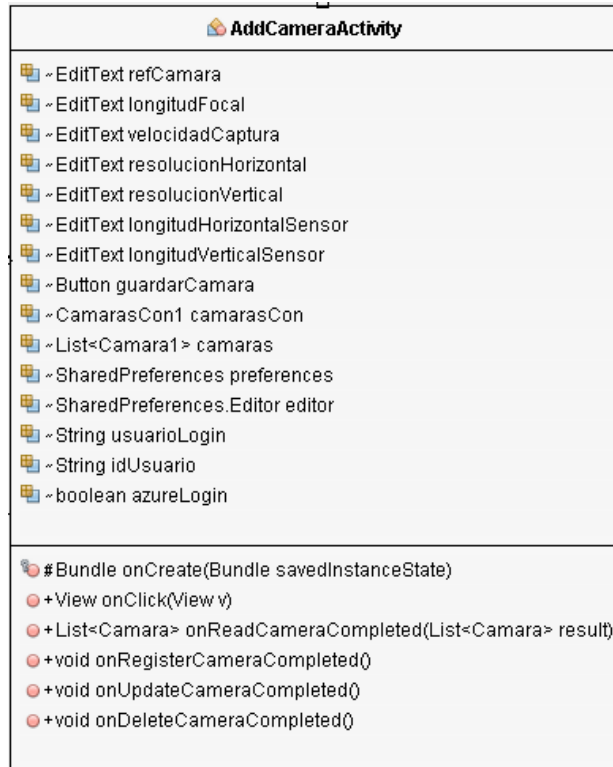 AddCameraActivity
~EditText refCamara
~EditText longitudFocal
~EditText velocidadCaptura
~EditText resolucionHorizontal
~EditText resolucionVertical
~EditText longitudHorizontalSensor
~EditText longitudVerticalSensor
~Button guardarCamara
~CamarasCon1 camarasCon
~List<Camara1> camaras
~SharedPreferences preferences
~SharedPreferences.Editor editor
~String usuarioLogin
~String idUsuario
~boolean azureLogin
#Bundle onCreate(Bundle savedInstanceState)
+View onClick(View v)
+List<Camara> onReadCameraCompleted(List<Camara> result)
+void onRegisterCameraCompleted()
+void onUpdateCameraCompleted()
+void onDeleteCameraCompleted()